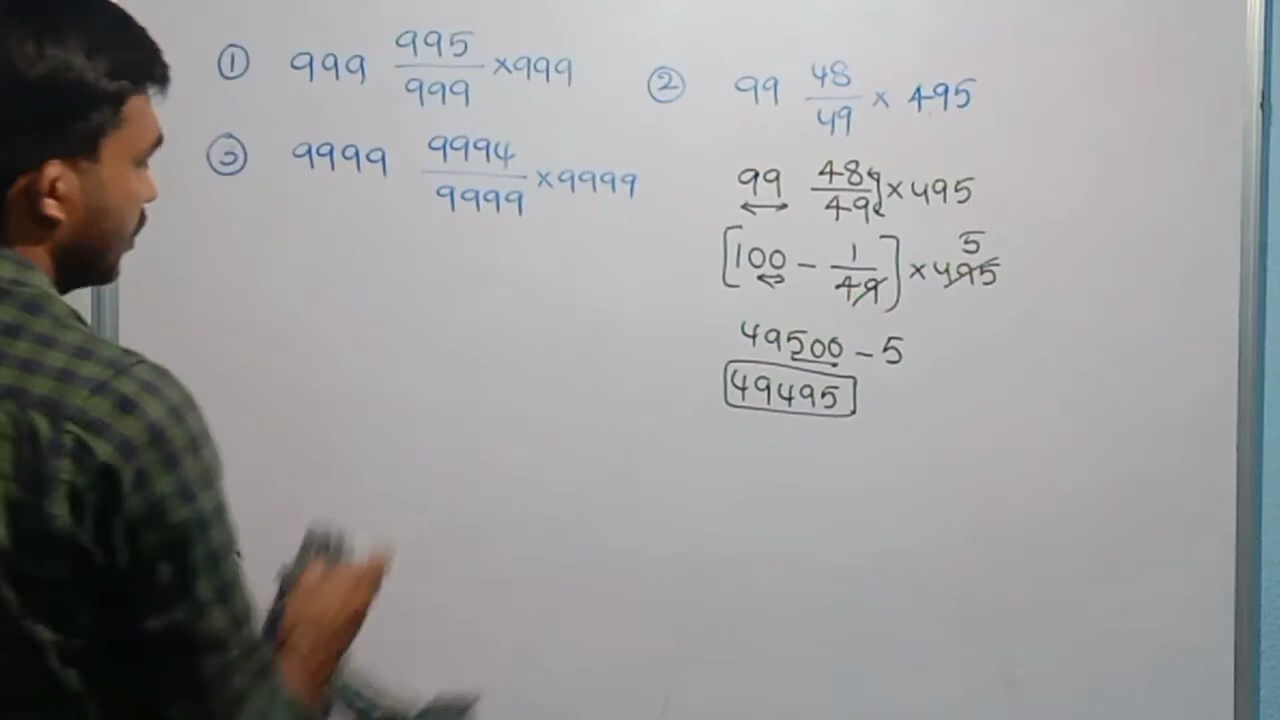 ① 999 995/999 ×999
② 99 48/49 × 495
③ 9999 9994/9999 ×9999
99 48/49 ×495
[100 - 1/49] × 495 5
49500 - 5
49495